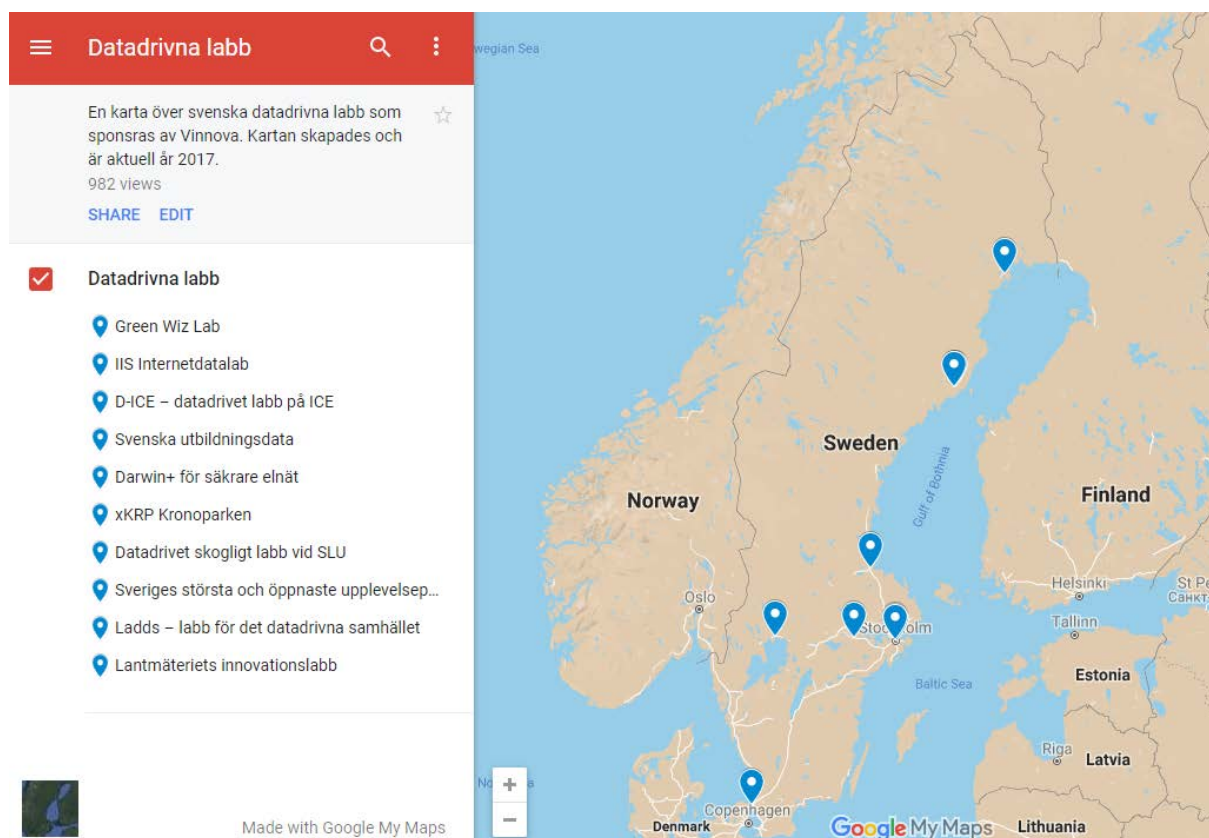 Datadrivna labb
En karta över svenska datadrivna labb som
sponsras av Vinnova. Kartan skapades och
är aktuell år 2017.
982 views
SHARE EDIT
Datadrivna labb
Green Wiz Lab
IIS Internetdatalab
D-ICE – datadrivet labb på ICE
Svenska utbildningsdata
Darwin+ för säkrare elnät
xKRP Kronoparken
Datadrivet skogligt labb vid SLU
Sveriges största och öppnaste upplevelsep...
Ladds – labb för det datadrivna samhället
Lantmäteriets innovationslabb
Made with Google My Maps
wegian Sea
Sweden
Norway
Gulf of Bothnia
Finland
Oslo
Helsinki
St Pe
Санкт
Tallinn
Baltic Sea
Estonia
Riga
Latvia
Copenhagen
Denmark
Google My Maps
Lithuania
+
−